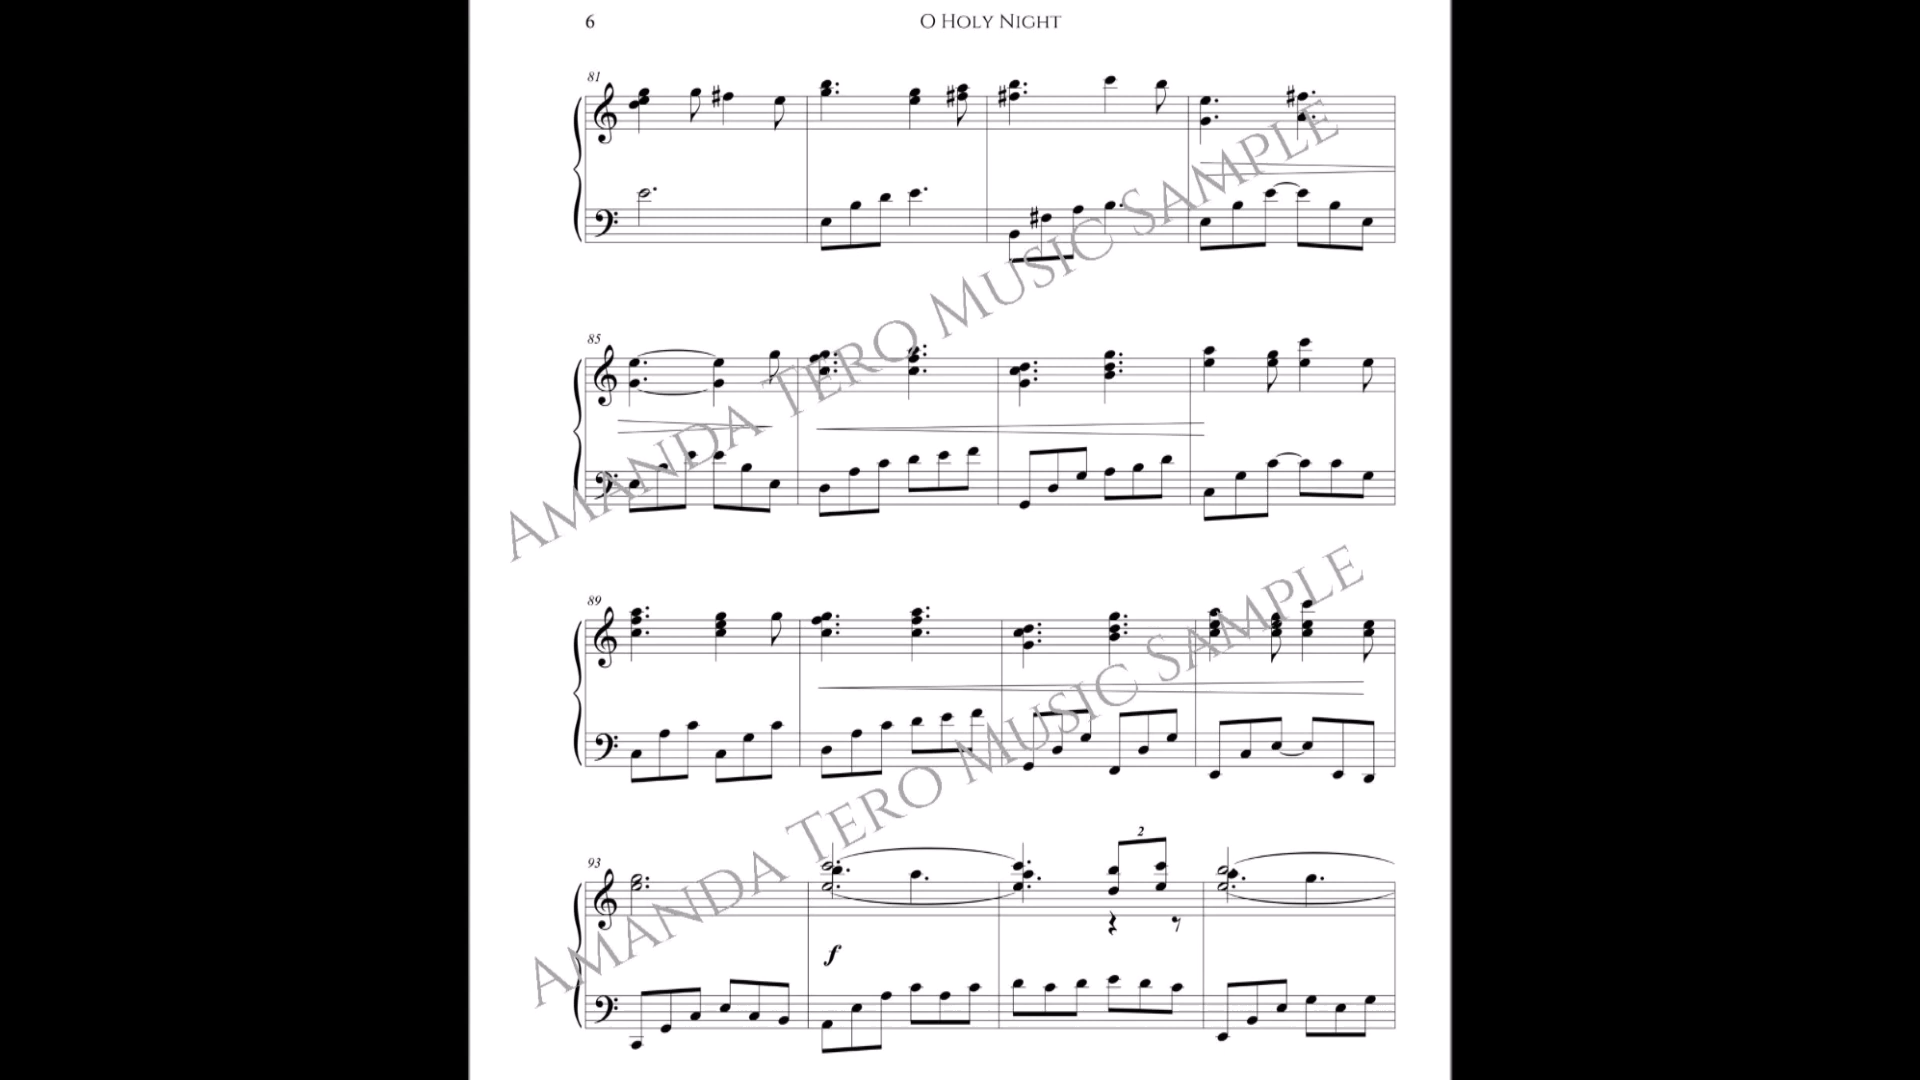 6 O HOLY NIGHT
81
AMANDA TERO MUSIC SAMPLE
85
89
AMANDA TERO MUSIC SAMPLE
2
93
f